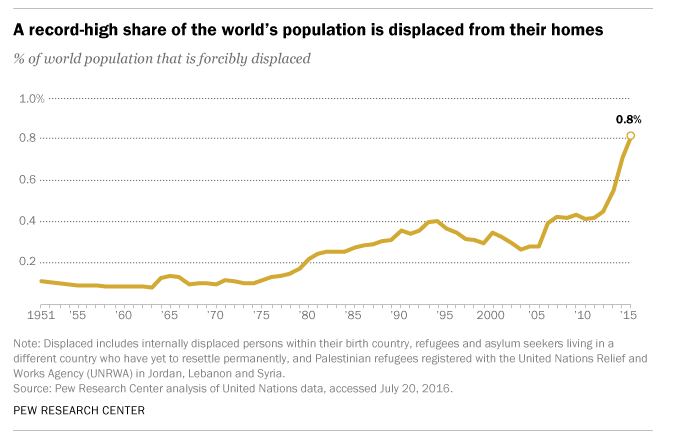 A record-high share of the world's population is displaced from their homes
% of world population that is forcibly displaced
1.0%
0.8%
0.8
0.6
0.4
0.2
1951 '55 '60 '65 '70 '75 '80 '85 '90 '95 2000 '05 '10 '15
Note: Displaced includes internally displaced persons within their birth country, refugees and asylum seekers living in a
different country who have yet to resettle permanently, and Palestinian refugees registered with the United Nations Relief and
Works Agency (UNRWA) in Jordan, Lebanon and Syria.
Source: Pew Research Center analysis of United Nations data, accessed July 20, 2016.
PEW RESEARCH CENTER